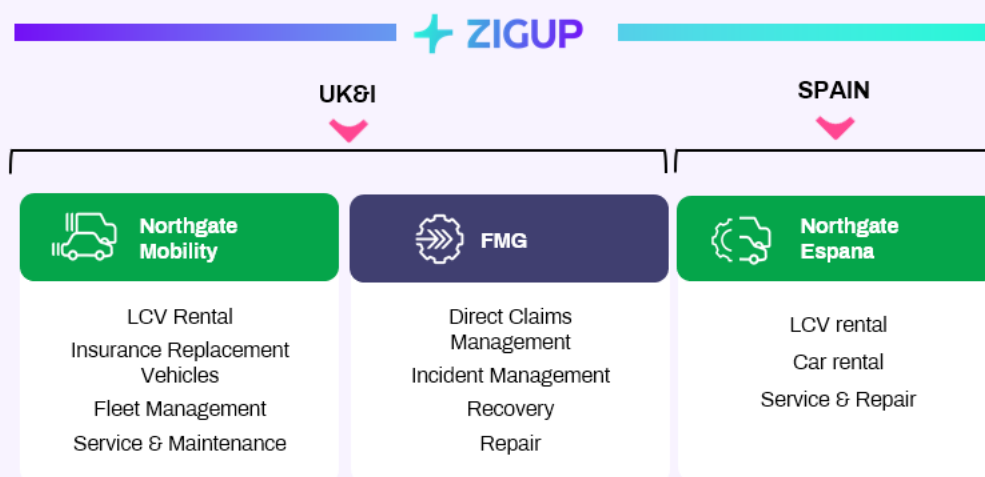 ZIGUP
UK&I
SPAIN
Northgate
Mobility
LCV Rental
Insurance Replacement
Vehicles
Fleet Management
Service & Maintenance
FMG
Direct Claims
Management
Incident Management
Recovery
Repair
Northgate
Espana
LCV rental
Car rental
Service & Repair